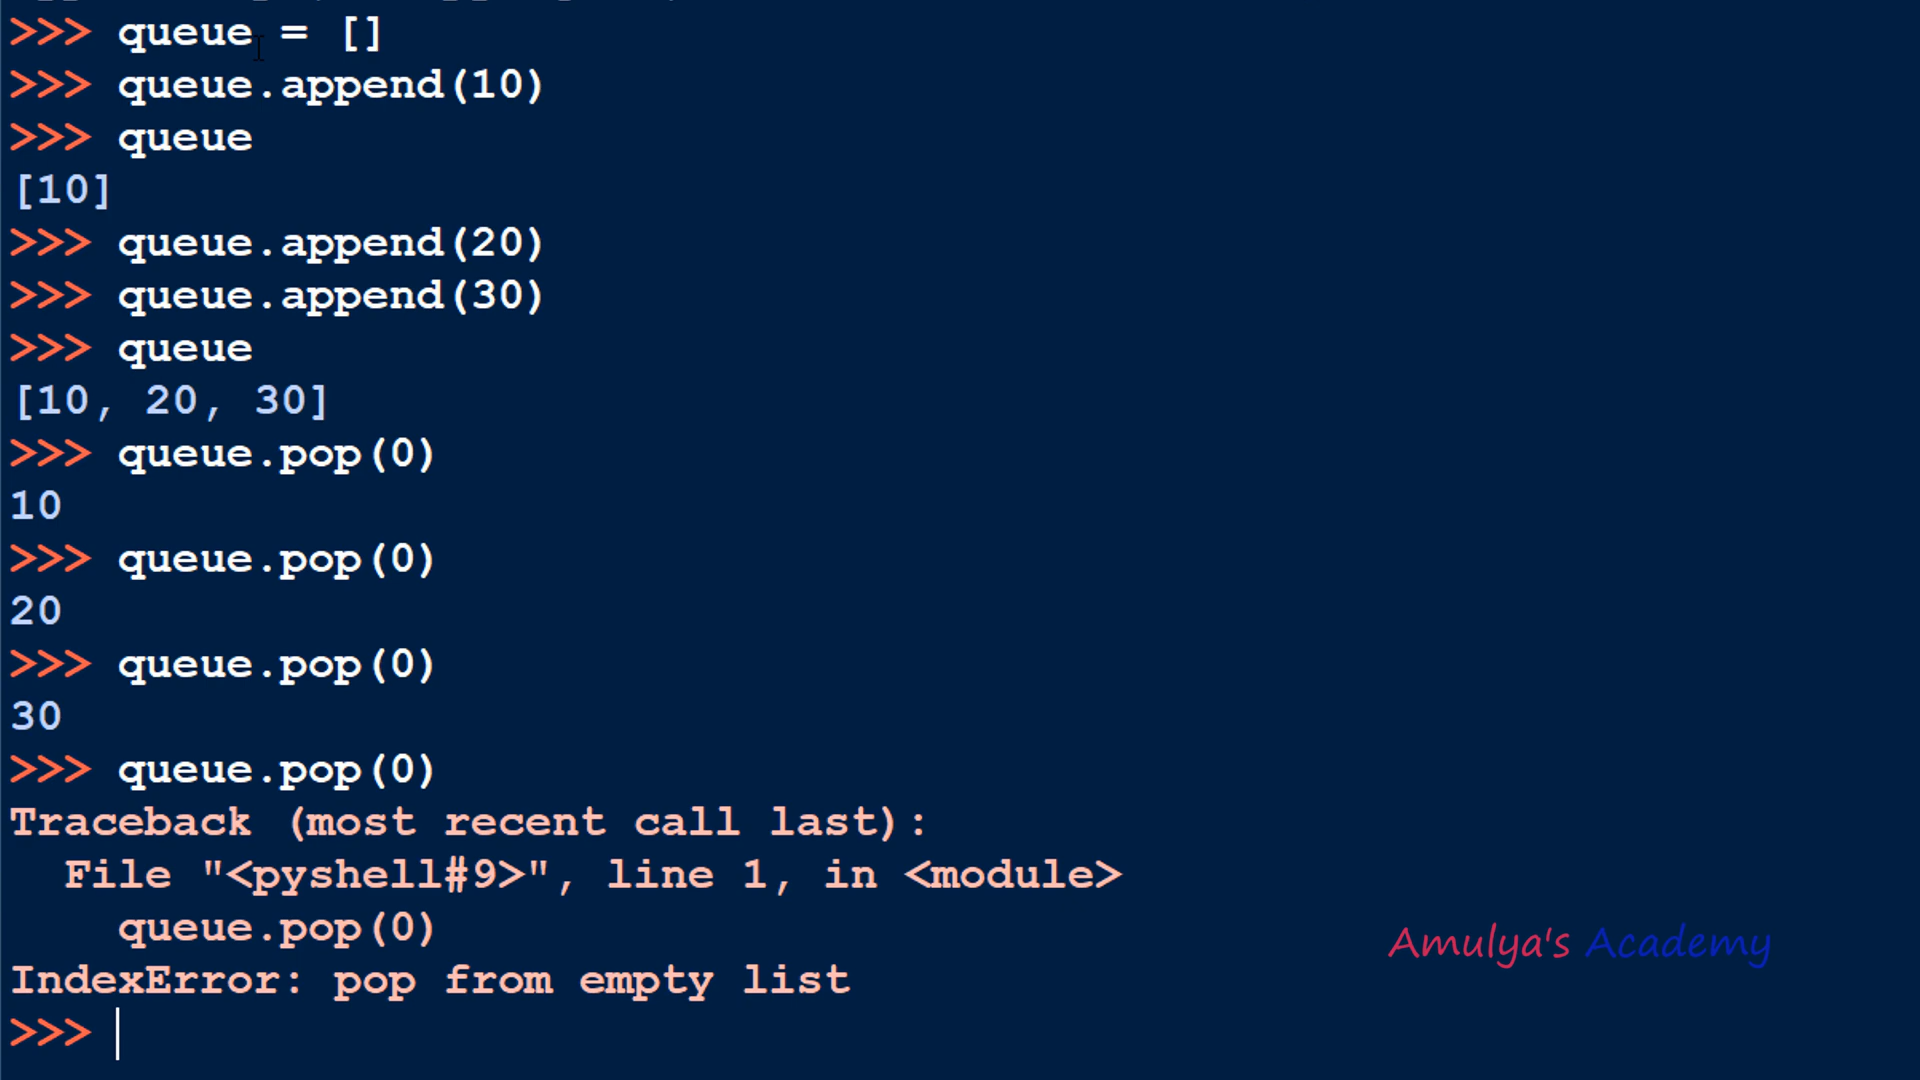 >>> queue = []
>>> queue.append(10)
>>> queue
[10]
>>> queue.append(20)
>>> queue.append(30)
>>> queue
[10, 20, 30]
>>> queue.pop(0)
10
>>> queue.pop(0)
20
>>> queue.pop(0)
30
>>> queue.pop(0)
Traceback (most recent call last):
  File "<pyshell#9>", line 1, in <module>
    queue.pop(0)
IndexError: pop from empty list
>>>
Amulya's Academy